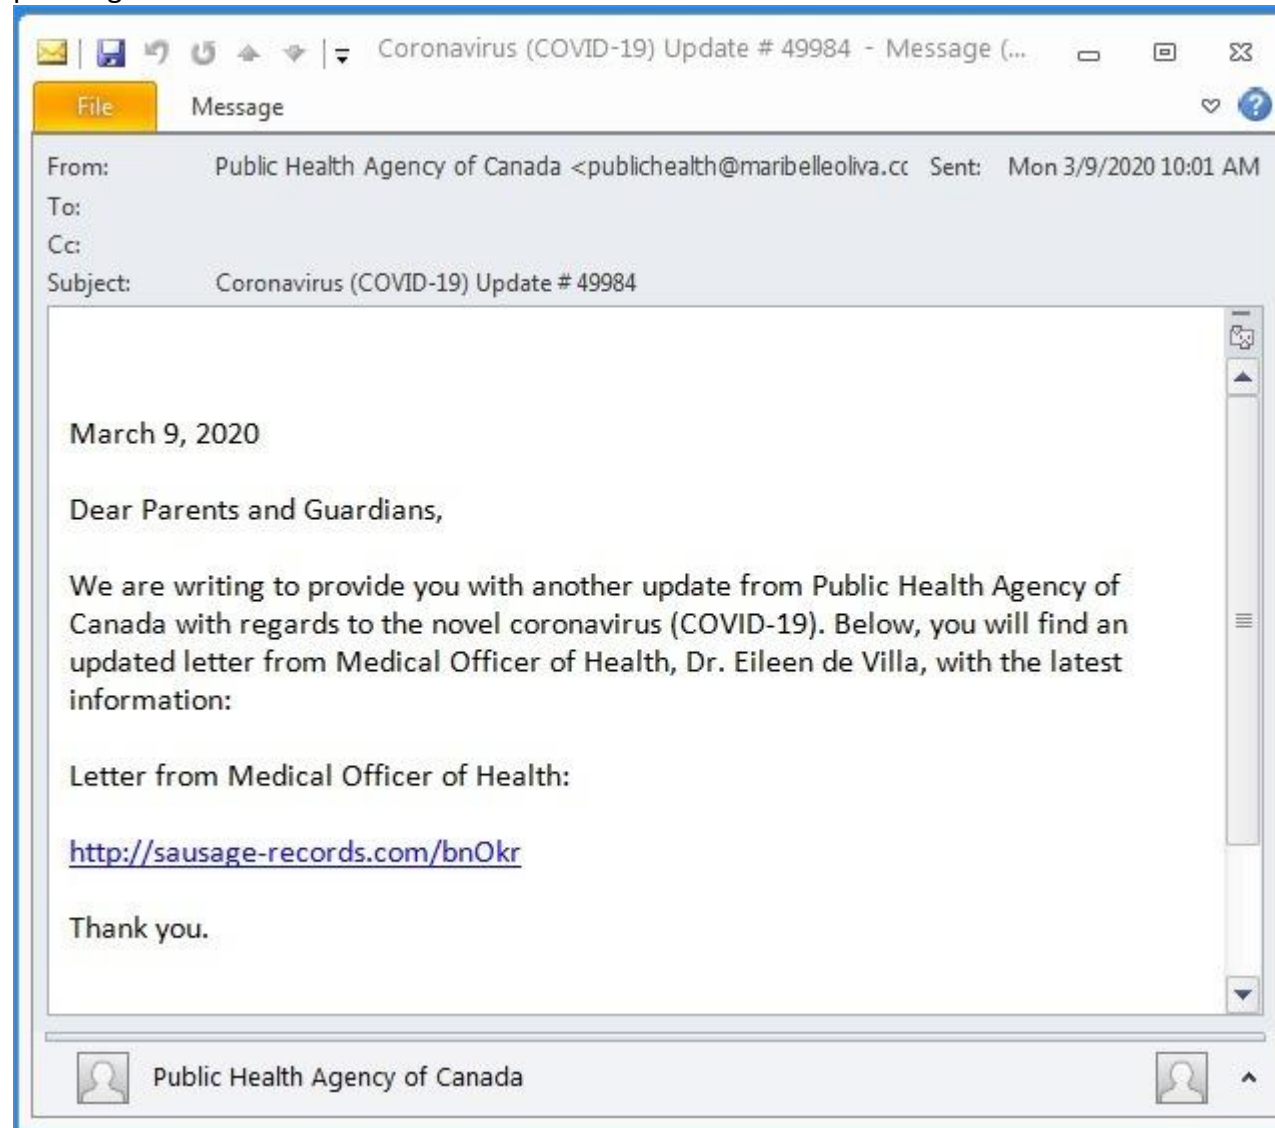 Coronavirus (COVID-19) Update # 49984 - Message (...
File Message
From: Public Health Agency of Canada <publichealth@maribelleoliva.cc Sent: Mon 3/9/2020 10:01 AM
To:
Cc:
Subject: Coronavirus (COVID-19) Update # 49984
March 9, 2020
Dear Parents and Guardians,
We are writing to provide you with another update from Public Health Agency of
Canada with regards to the novel coronavirus (COVID-19). Below, you will find an
updated letter from Medical Officer of Health, Dr. Eileen de Villa, with the latest
information:
Letter from Medical Officer of Health:
http://sausage-records.com/bnOkr
Thank you.
Public Health Agency of Canada